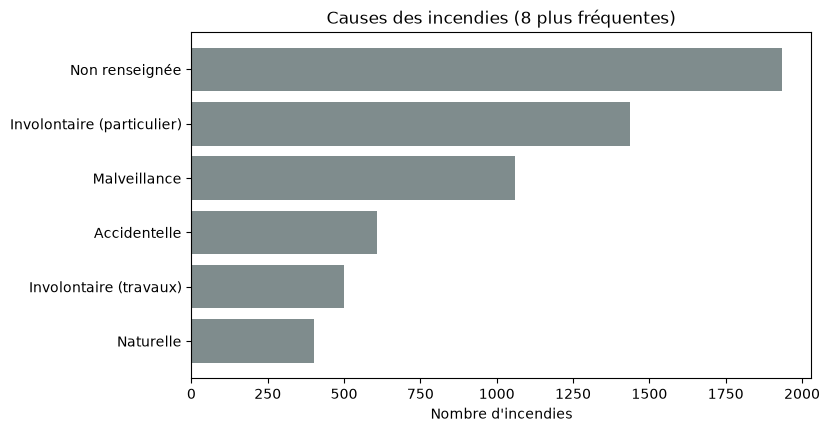 Causes des incendies (8 plus fréquentes)
Non renseignée
Involontaire (particulier)
Malveillance
Accidentelle
Involontaire (travaux)
Naturelle
0 250 500 750 1000 1250 1500 1750 2000
Nombre d'incendies